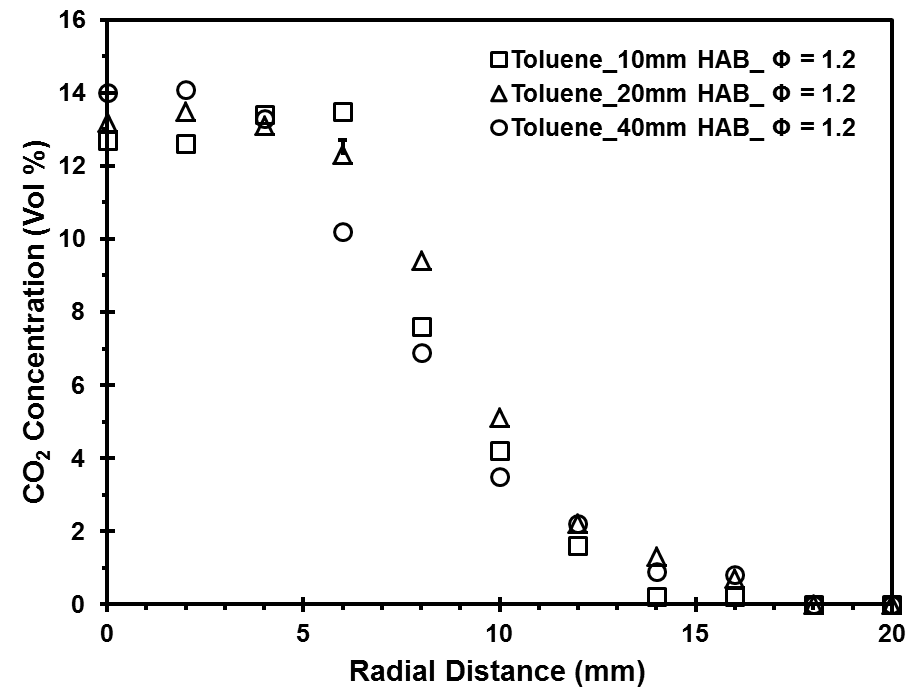 16
14
12
10
8
6
4
2
0
CO₂ Concentration (Vol %)
Toluene_10mm HAB_ Φ = 1.2
Toluene_20mm HAB_ Φ = 1.2
Toluene_40mm HAB_ Φ = 1.2
0 5 10 15 20
Radial Distance (mm)